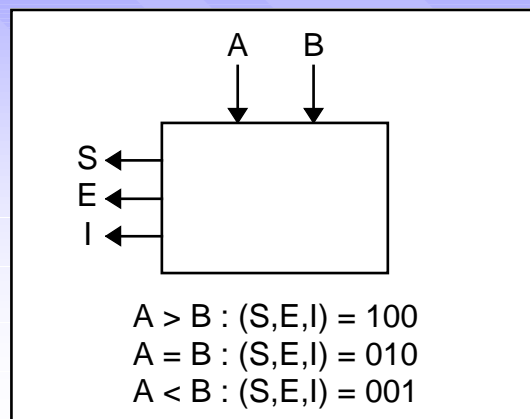 A B
S
E
I
A > B : (S,E,I) = 100
A = B : (S,E,I) = 010
A < B : (S,E,I) = 001